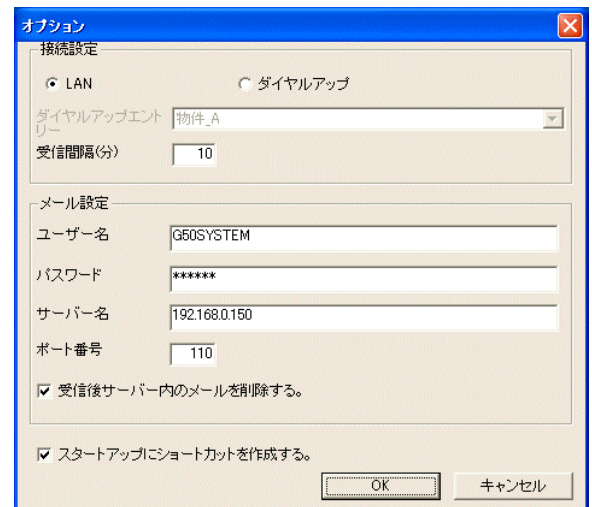 オプション
接続設定
LAN ダイヤルアップ
ダイヤルアップエント
リー
物件_A
受信間隔(分) 10
メール設定
ユーザー名 G50SYSTEM
パスワード ******
サーバー名 192.168.0.150
ポート番号 110
受信後サーバー内のメールを削除する。
スタートアップにショートカットを作成する。
OK キャンセル